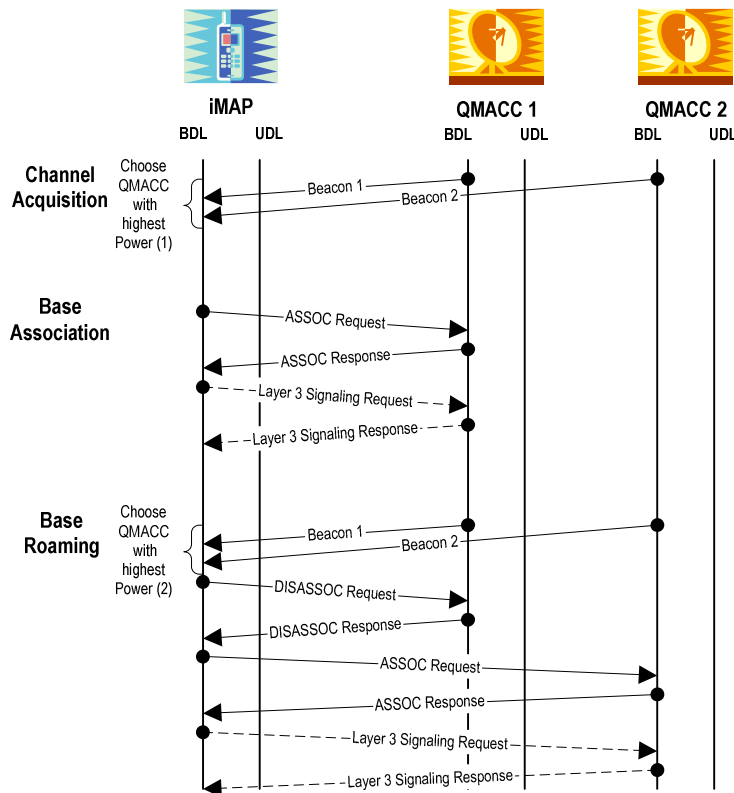 iMAP
QMACC 1
QMACC 2
BDL
UDL
BDL
UDL
BDL
UDL
Channel
Acquisition
Choose
QMACC
with
highest
Power (1)
Beacon 1
Beacon 2
Base
Association
ASSOC Request
ASSOC Response
Layer 3 Signaling Request
Layer 3 Signaling Response
Base
Roaming
Choose
QMACC
with
highest
Power (2)
Beacon 1
Beacon 2
DISASSOC Request
DISASSOC Response
ASSOC Request
ASSOC Response
Layer 3 Signaling Request
Layer 3 Signaling Response